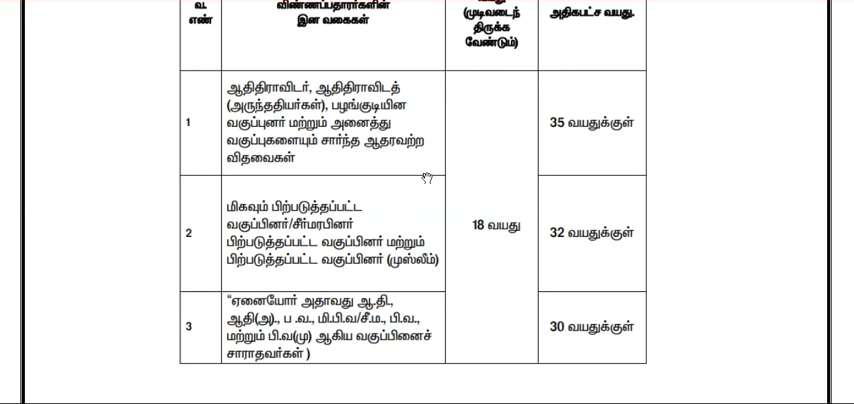 வ.
எண்
விண்ணப்பதாரர்களின்
இன வகைகள்
(முடிவடைந்
திருக்க
வேண்டும்)
அதிகபட்ச வயது.
1
ஆதிதிராவிடர், ஆதிதிராவிடத்
(அருந்ததியர்கள்), பழங்குடியின
வகுப்புனர் மற்றும் அனைத்து
வகுப்புகளையும் சார்ந்த ஆதரவற்ற
விதவைகள்
18 வயது
35 வயதுக்குள்
2
மிகவும் பிற்படுத்தப்பட்ட
வகுப்பினர்/சீர்மரபினர்
பிற்படுத்தப்பட்ட வகுப்பினர் மற்றும்
பிற்படுத்தப்பட்ட வகுப்பினர் (முஸ்லீம்)
32 வயதுக்குள்
3
“ஏனையோர் அதாவது ஆ.தி.,
ஆதி(அ)., ப .வ., மி.பி.வ/சீ.ம., பி.வ.,
மற்றும் பி.வ(மு) ஆகிய வகுப்பினைச்
சாராதவர்கள் )
30 வயதுக்குள்